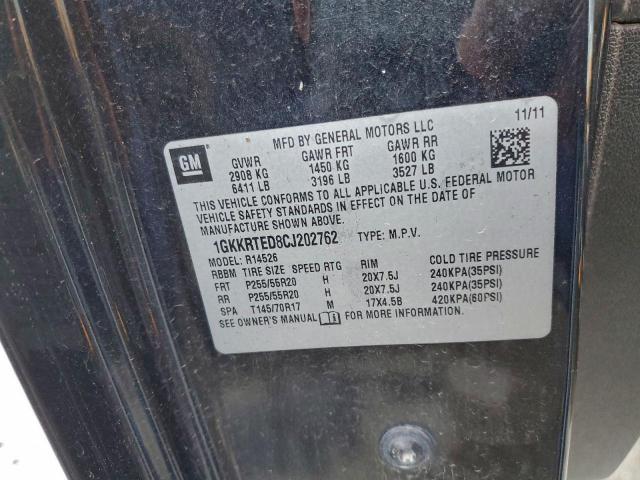 MFD BY GENERAL MOTORS LLC 11/11
GM GVWR GAWR FRT GAWR RR
2908 KG 1450 KG 1600 KG
6411 LB 3196 LB 3527 LB
THIS VEHICLE CONFORMS TO ALL APPLICABLE U.S. FEDERAL MOTOR
VEHICLE SAFETY STANDARDS IN EFFECT ON THE DATE OF
MANUFACTURE SHOWN ABOVE.
1GKKRTED8CJ202762 TYPE: M.P.V.
MODEL: R14526
RBBM TIRE SIZE SPEED RTG RIM COLD TIRE PRESSURE
FRT P255/55R20 H 20X7.5J 240KPA(35PSI)
RR P255/55R20 H 20X7.5J 240KPA(35PSI)
SPA T145/70R17 M 17X4.5B 420KPA(60PSI)
SEE OWNER'S MANUAL FOR ADDITIONAL INFORMATION.